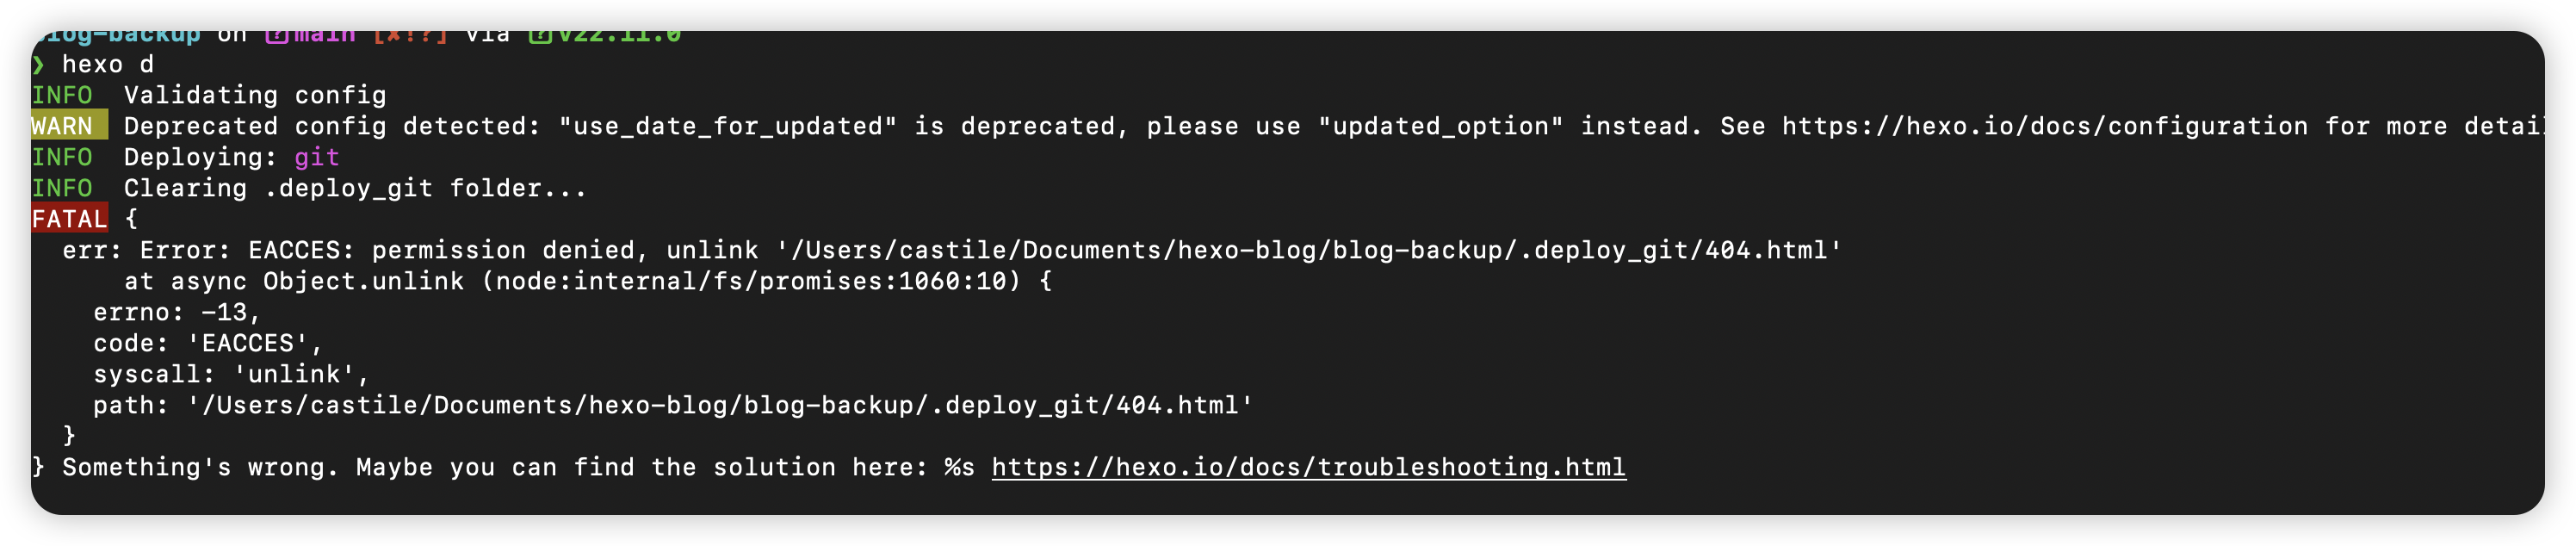 blog-backup on main [✘!?] via v22.11.0
❯ hexo d
INFO  Validating config
WARN  Deprecated config detected: "use_date_for_updated" is deprecated, please use "updated_option" instead. See https://hexo.io/docs/configuration for more detai
INFO  Deploying: git
INFO  Clearing .deploy_git folder...
FATAL {
  err: Error: EACCES: permission denied, unlink '/Users/castile/Documents/hexo-blog/blog-backup/.deploy_git/404.html'
      at async Object.unlink (node:internal/fs/promises:1060:10) {
    errno: -13,
    code: 'EACCES',
    syscall: 'unlink',
    path: '/Users/castile/Documents/hexo-blog/blog-backup/.deploy_git/404.html'
  }
} Something's wrong. Maybe you can find the solution here: %s https://hexo.io/docs/troubleshooting.html